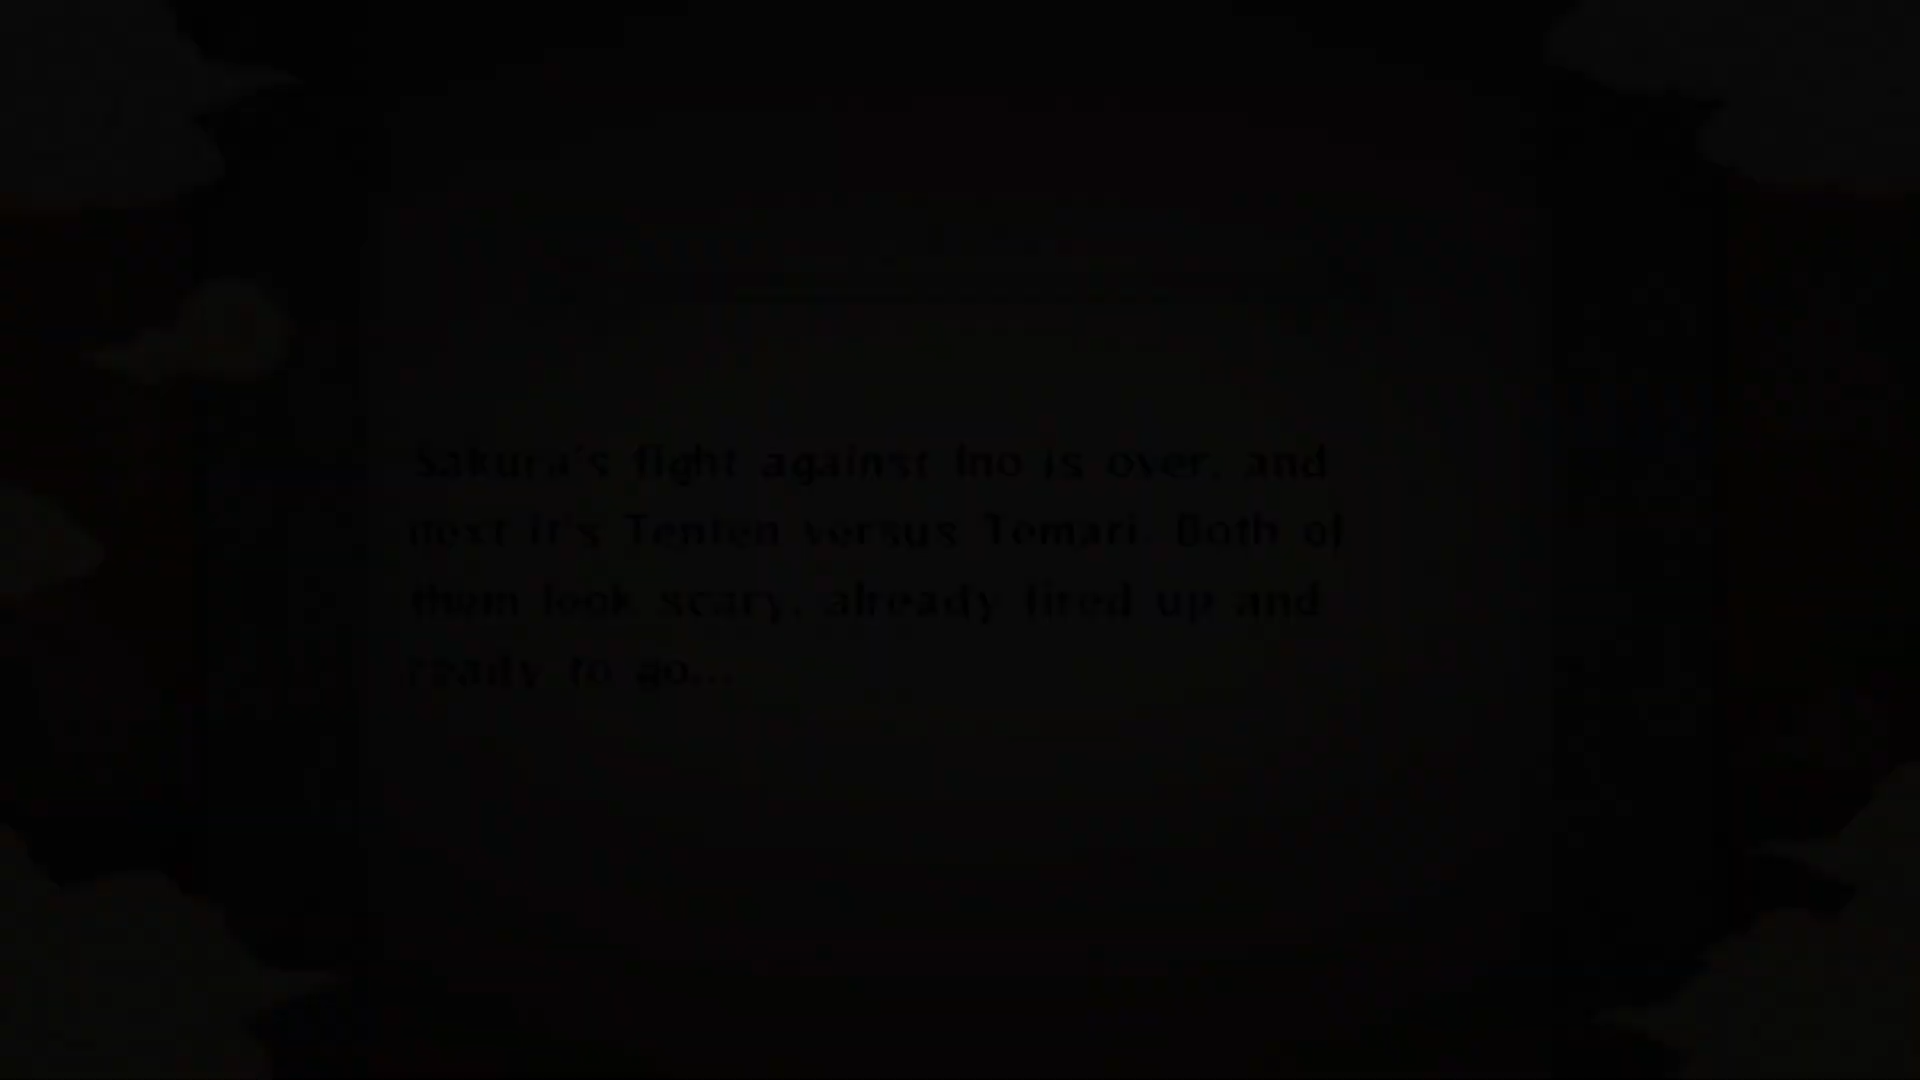 Sakura's fight against Ino is over, and
next it's Tenten versus Temari. Both of
them look scary, already fired up and
ready to go...